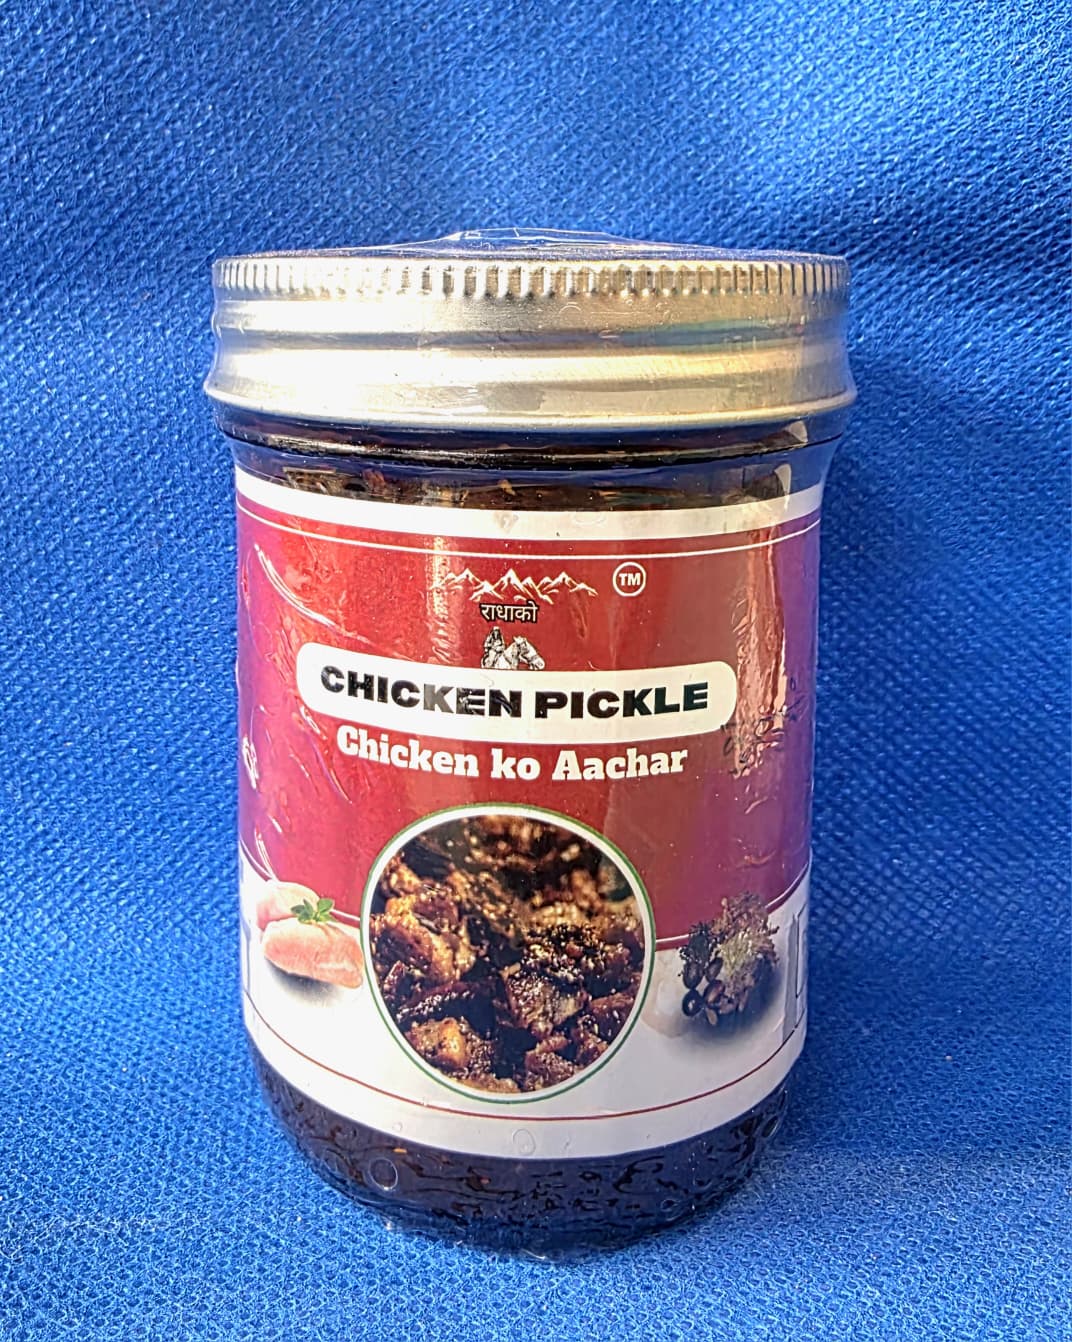 TM
राधाको
CHICKEN PICKLE
Chicken ko Aachar